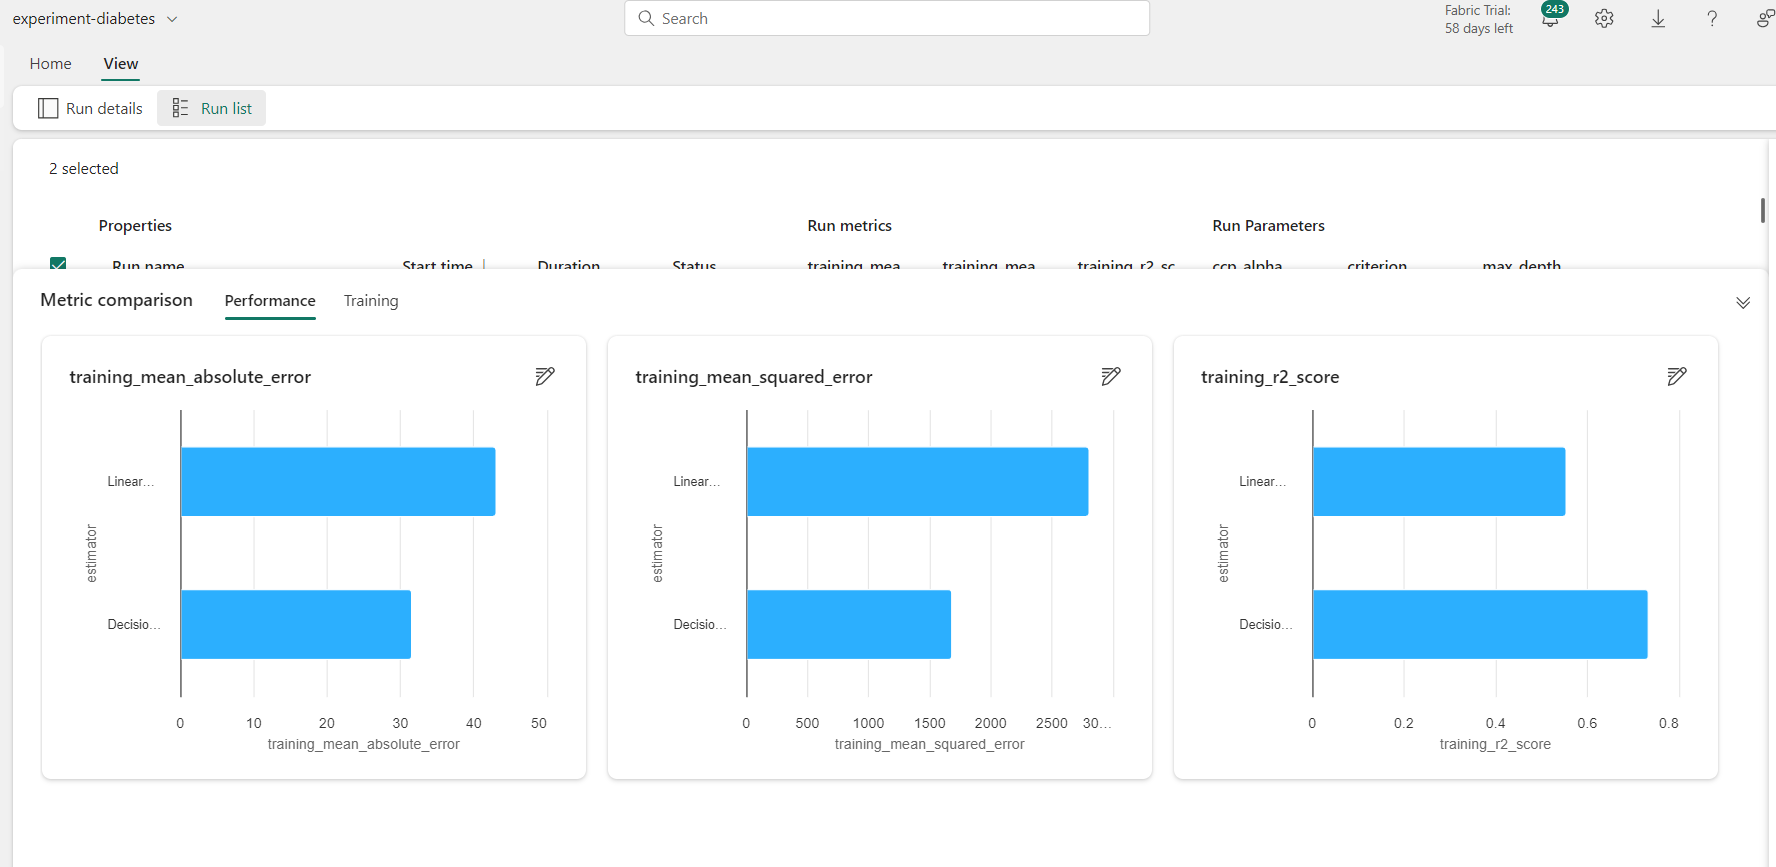 experiment-diabetes
Search
Fabric Trial:
58 days left
243
Home View
Run details Run list
2 selected
Properties Run metrics Run Parameters
Run name Start time Duration Status training_mea training_mea training_r2_sc ccp_alpha criterion max_depth
Metric comparison Performance Training
training_mean_absolute_error
Linear...
Decisio...
estimator
0 10 20 30 40 50
training_mean_absolute_error
training_mean_squared_error
Linear...
Decisio...
estimator
0 500 1000 1500 2000 2500 30...
training_mean_squared_error
training_r2_score
Linear...
Decisio...
estimator
0 0.2 0.4 0.6 0.8
training_r2_score